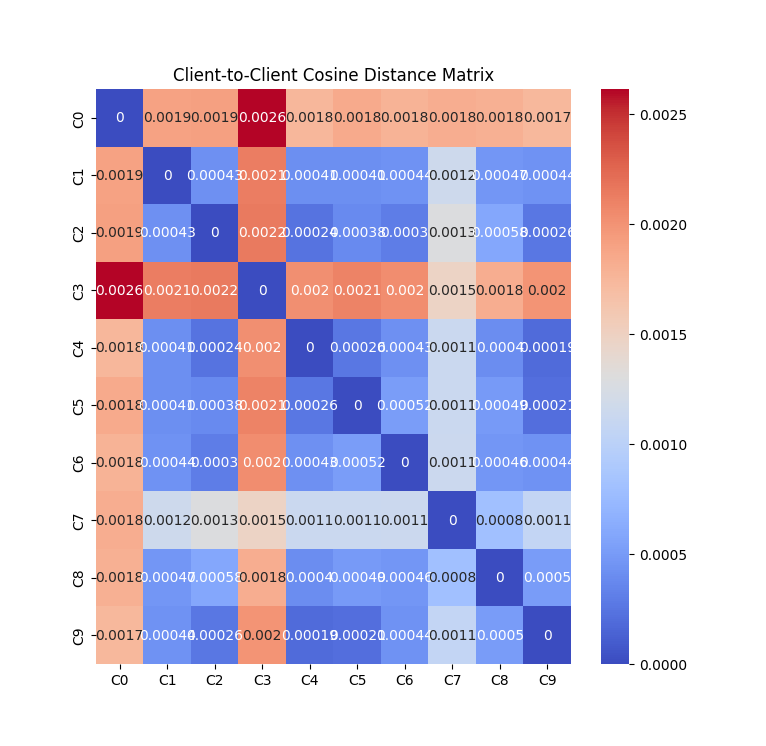 Client-to-Client Cosine Distance Matrix
C0 0 0.0019 0.0019 0.0026 0.0018 0.0018 0.0018 0.0018 0.0018 0.0017
C1 0.0019 0 0.00043 0.0021 0.00041 0.00041 0.00044 0.0012 0.00047 0.00044
C2 0.0019 0.00043 0 0.0022 0.00024 0.00038 0.0003 0.0013 0.00058 0.00026
C3 0.0026 0.0021 0.0022 0 0.002 0.0021 0.002 0.0015 0.0018 0.002
C4 0.0018 0.00041 0.00024 0.002 0 0.00026 0.00043 0.0011 0.0004 0.00019
C5 0.0018 0.00041 0.00038 0.0021 0.00026 0 0.00052 0.0011 0.00049 0.00021
C6 0.0018 0.00044 0.0003 0.002 0.00043 0.00052 0 0.0011 0.00046 0.00044
C7 0.0018 0.0012 0.0013 0.0015 0.0011 0.0011 0.0011 0 0.0008 0.0011
C8 0.0018 0.00047 0.00058 0.0018 0.0004 0.00049 0.00046 0.0008 0 0.0005
C9 0.0017 0.00044 0.00026 0.002 0.00019 0.00021 0.00044 0.0011 0.0005 0
C0 C1 C2 C3 C4 C5 C6 C7 C8 C9
0.0025
0.0020
0.0015
0.0010
0.0005
0.0000